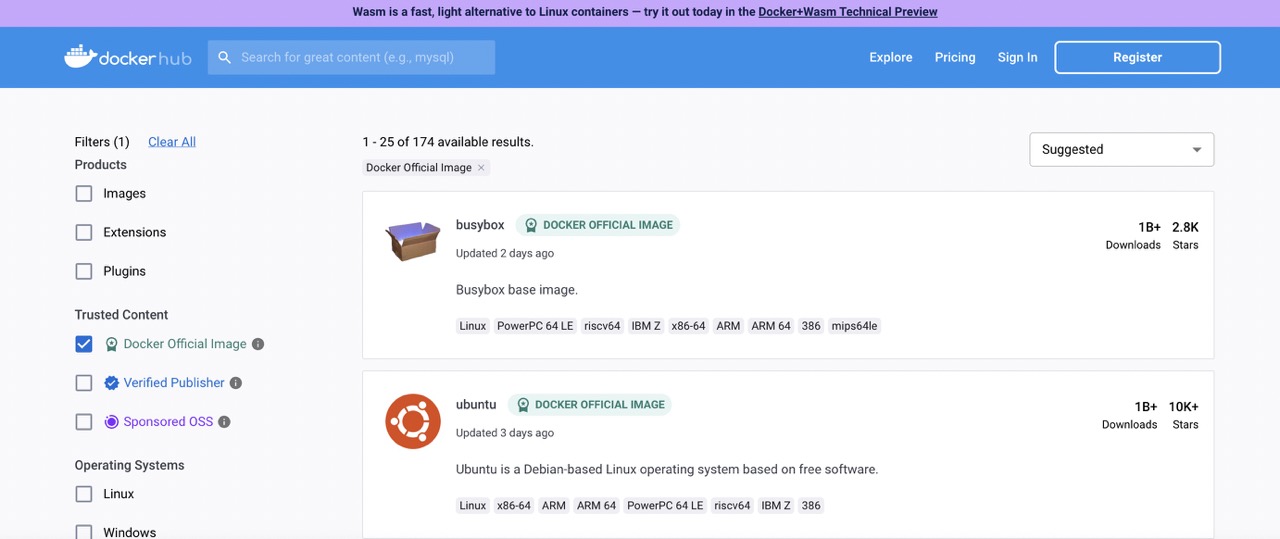 Wasm is a fast, light alternative to Linux containers — try it out today in the Docker+Wasm Technical Preview
dockerhub
Search for great content (e.g., mysql)
Explore
Pricing
Sign In
Register
Filters (1)
Clear All
Products
Images
Extensions
Plugins
Trusted Content
Docker Official Image
Verified Publisher
Sponsored OSS
Operating Systems
Linux
Windows
1 - 25 of 174 available results.
Docker Official Image
Suggested
busybox
DOCKER OFFICIAL IMAGE
Updated 2 days ago
Busybox base image.
Linux PowerPC 64 LE riscv64 IBM Z x86-64 ARM ARM 64 386 mips64le
1B+ 2.8K
Downloads Stars
ubuntu
DOCKER OFFICIAL IMAGE
Updated 3 days ago
Ubuntu is a Debian-based Linux operating system based on free software.
Linux x86-64 ARM ARM 64 PowerPC 64 LE riscv64 IBM Z 386
1B+ 10K+
Downloads Stars